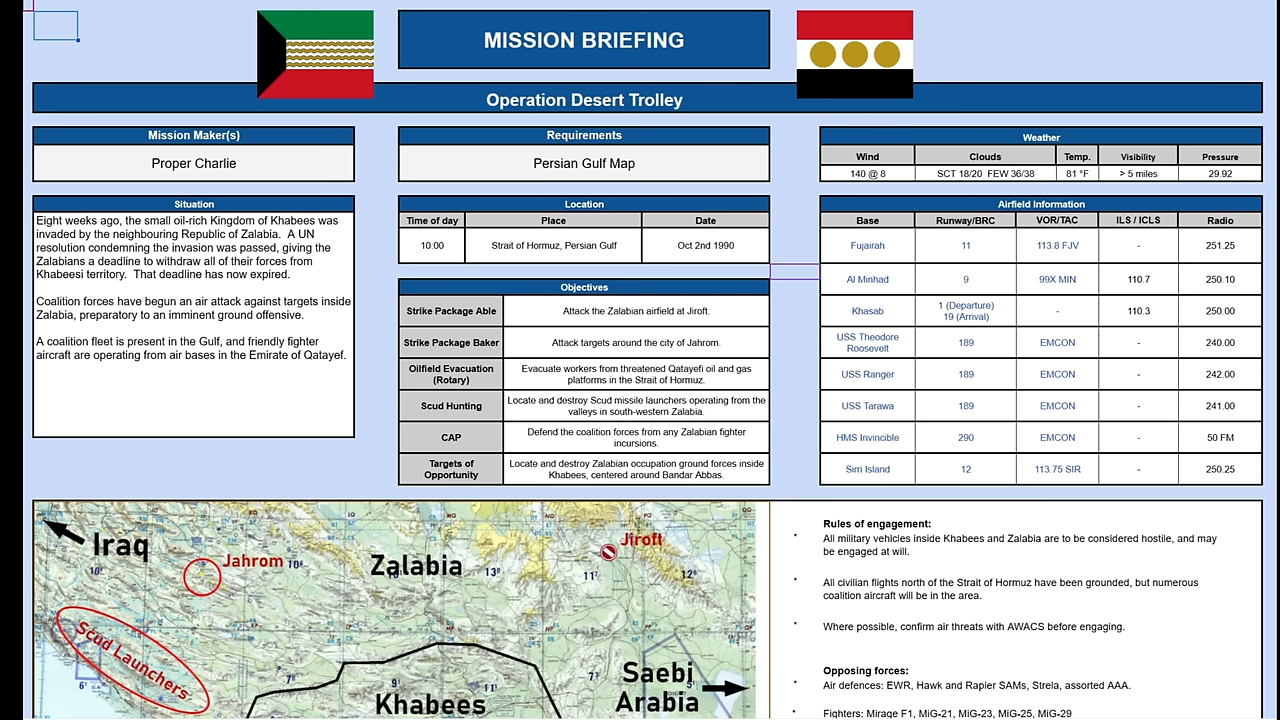 MISSION BRIEFING
Operation Desert Trolley
Mission Maker(s)
Proper Charlie
Requirements
Persian Gulf Map
Weather
Wind Clouds Temp. Visibility Pressure
140 @ 8 SCT 18/20 FEW 36/38 81 °F > 5 miles 29.92
Situation
Eight weeks ago, the small oil-rich Kingdom of Khabees was
invaded by the neighbouring Republic of Zalabia. A UN
resolution condemning the invasion was passed, giving the
Zalabians a deadline to withdraw all of their forces from
Khabeesi territory. That deadline has now expired.
Coalition forces have begun an air attack against targets inside
Zalabia, preparatory to an imminent ground offensive.
A coalition fleet is present in the Gulf, and friendly fighter
aircraft are operating from air bases in the Emirate of Qatayef.
Location
Time of day Place Date
10:00 Strait of Hormuz, Persian Gulf Oct 2nd 1990
Objectives
Strike Package Able Attack the Zalabian airfield at Jiroft.
Strike Package Baker Attack targets around the city of Jahrom.
Oilfield Evacuation
(Rotary)
Evacuate workers from threatened Qatayefi oil and gas
platforms in the Strait of Hormuz.
Scud Hunting
Locate and destroy Scud missile launchers operating from the
valleys in south-western Zalabia.
CAP
Defend the coalition forces from any Zalabian fighter
incursions.
Targets of
Opportunity
Locate and destroy Zalabian occupation ground forces inside
Khabees, centered around Bandar Abbas.
Airfield Information
Base Runway/BRC VOR/TAC ILS / ICLS Radio
Fujairah 11 113.8 FJV - 251.25
Al Minhad 9 99X MIN 110.7 250.10
Khasab 1 (Departure)
19 (Arrival)
- 110.3 250.00
USS Theodore
Roosevelt
189 EMCON - 240.00
USS Ranger 189 EMCON - 242.00
USS Tarawa 189 EMCON - 241.00
HMS Invincible 290 EMCON - 50 FM
Sirri Island 12 113.75 SIR - 250.25
Iraq
Jahrom
Zalabia
Jiroft
Scud Launchers
Khabees
Saebi
Arabia
Rules of engagement:
* All military vehicles inside Khabees and Zalabia are to be considered hostile, and may
be engaged at will.
* All civilian flights north of the Strait of Hormuz have been grounded, but numerous
coalition aircraft will be in the area.
* Where possible, confirm air threats with AWACS before engaging.
Opposing forces:
* Air defences: EWR, Hawk and Rapier SAMs, Strela, assorted AAA.
* Fighters: Mirage F1, MiG-21, MiG-23, MiG-25, MiG-29